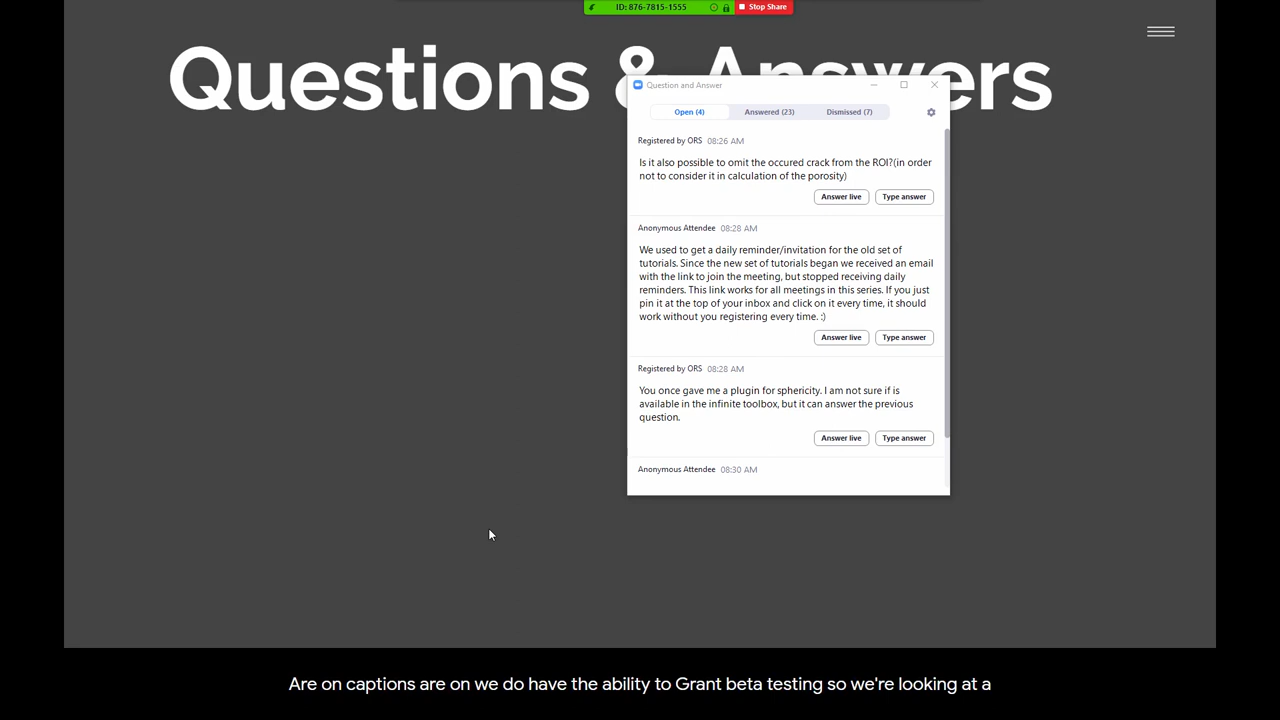 ID: 876-7815-1555
Stop Share
Questions & Answers
Question and Answer
Open (4)
Answered (23)
Dismissed (7)
Registered by ORS 08:26 AM
Is it also possible to omit the occured crack from the ROI?(in order
not to consider it in calculation of the porosity)
Answer live
Type answer
Anonymous Attendee 08:28 AM
We used to get a daily reminder/invitation for the old set of
tutorials. Since the new set of tutorials began we received an email
with the link to join the meeting, but stopped receiving daily
reminders. This link works for all meetings in this series. If you just
pin it at the top of your inbox and click on it every time, it should
work without you registering every time. :)
Answer live
Type answer
Registered by ORS 08:28 AM
You once gave me a plugin for sphericity. I am not sure if is
available in the infinite toolbox, but it can answer the previous
question.
Answer live
Type answer
Anonymous Attendee 08:30 AM
Are on captions are on we do have the ability to Grant beta testing so we're looking at a